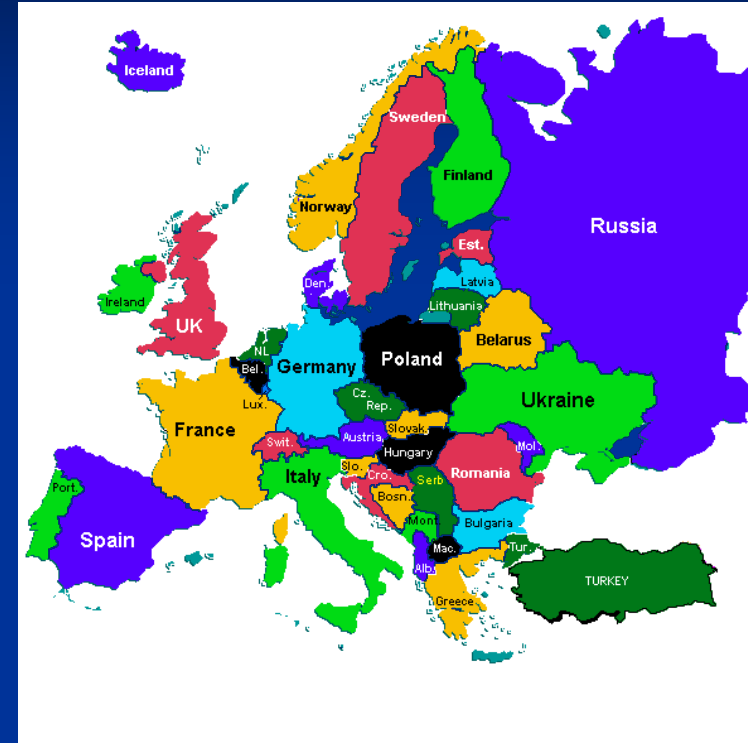 Iceland
Sweden
Finland
Norway
Russia
Est.
Latvia
Den.
Lithuania
Ireland
UK
Belarus
NL
Bel.
Germany
Poland
Cz.
Rep.
Lux.
Ukraine
France
Slovak.
Austria
Swit.
Hungary
Mol.
Slo.
Cro.
Italy
Romania
Serb
Port.
Bosn.
Mont.
Bulgaria
Spain
Mac.
Tur.
Alb.
TURKEY
Greece